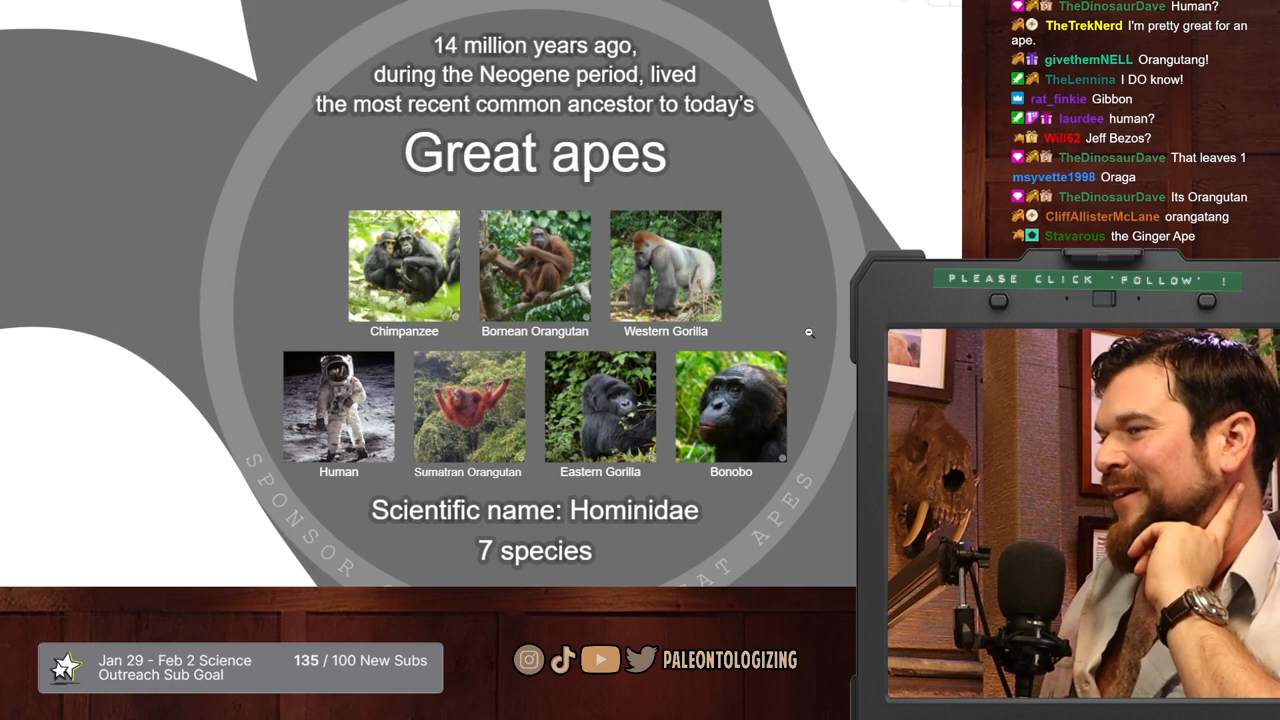 14 million years ago,
during the Neogene period, lived
the most recent common ancestor to today's
Great apes
Chimpanzee
Bornean Orangutan
Western Gorilla
Human
Sumatran Orangutan
Eastern Gorilla
Bonobo
Scientific name: Hominidae
7 species
SPONSOR
AT APES
TheDinosaurDave Human?
TheTrekNerd I'm pretty great for an
ape.
givethemNELL Orangutang!
TheLennina I DO know!
rat_finkie Gibbon
laurdee human?
Will62 Jeff Bezos?
TheDinosaurDave That leaves 1
msyvette1998 Oraga
TheDinosaurDave Its Orangutan
CliffAllisterMcLane orangatang
Stavarous the Ginger Ape
PLEASE CLICK 'FOLLOW' !
Jan 29 - Feb 2 Science
Outreach Sub Goal
135 / 100 New Subs
PALEONTOLOGIZING